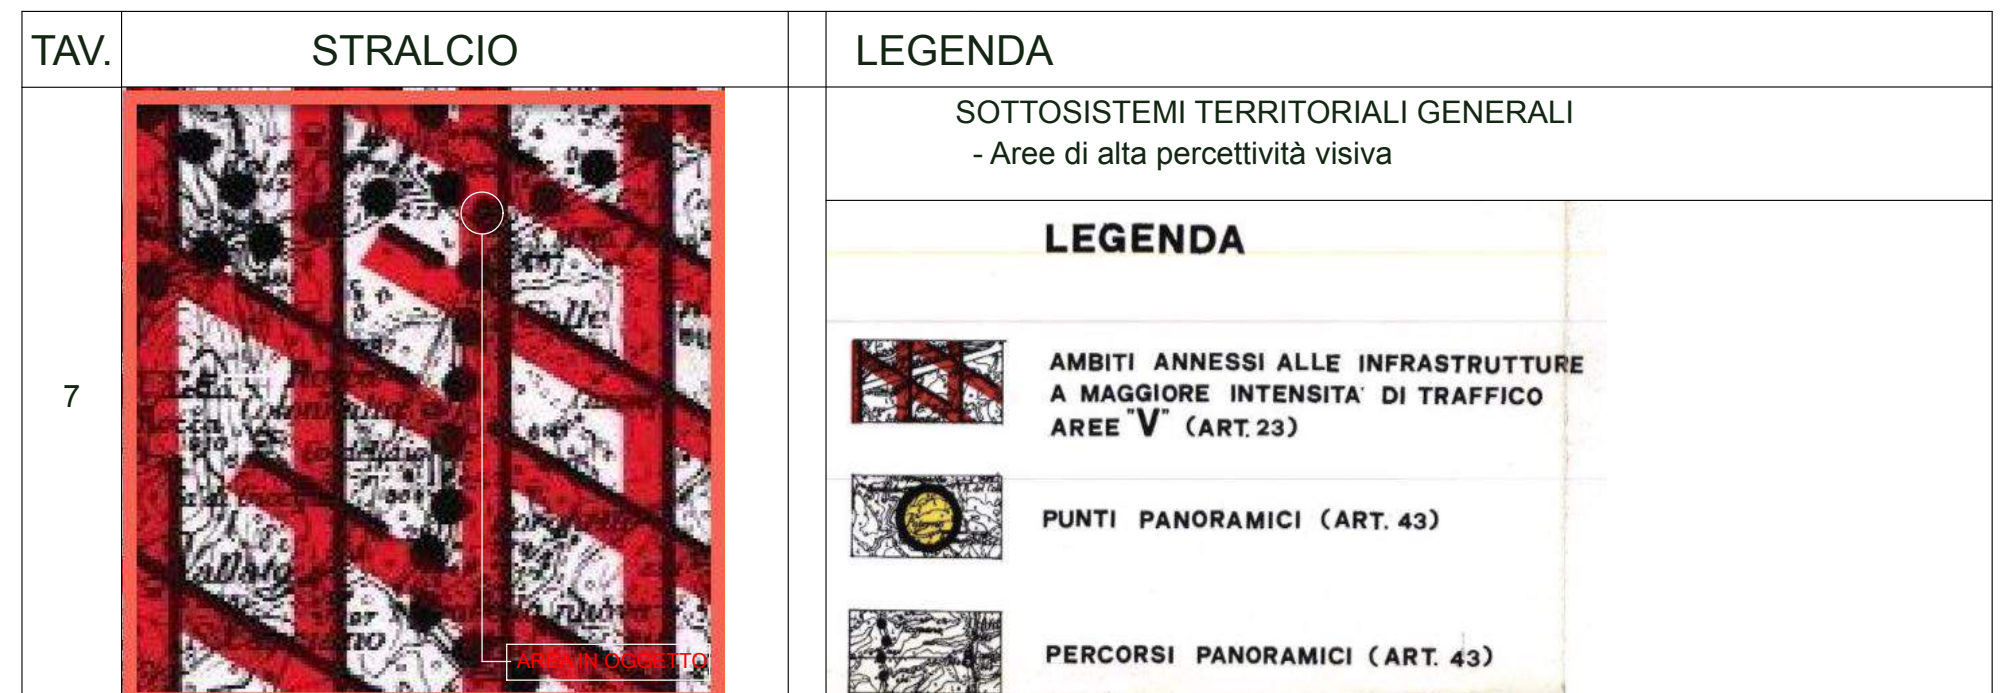 TAV.
STRALCIO
LEGENDA
7
AREA IN OGGETTO
SOTTOSISTEMI TERRITORIALI GENERALI
- Aree di alta percettività visiva
LEGENDA
AMBITI ANNESSI ALLE INFRASTRUTTURE
A MAGGIORE INTENSITA' DI TRAFFICO
AREE "V" (ART. 23)
PUNTI PANORAMICI (ART. 43)
PERCORSI PANORAMICI (ART. 43)